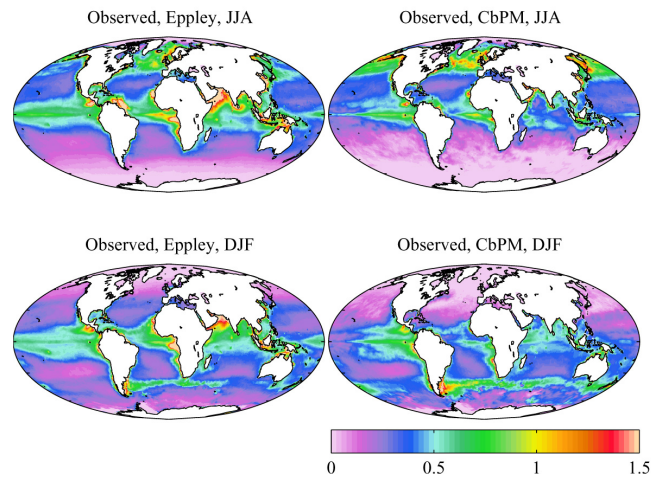 Observed, Eppley, JJA
Observed, CbPM, JJA
Observed, Eppley, DJF
Observed, CbPM, DJF
0 0.5 1 1.5